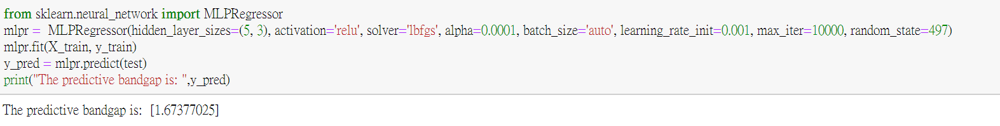 from sklearn.neural_network import MLPRegressor
mlpr =  MLPRegressor(hidden_layer_sizes=(5, 3), activation='relu', solver='lbfgs', alpha=0.0001, batch_size='auto', learning_rate_init=0.001, max_iter=10000, random_state=497)
mlpr.fit(X_train, y_train)
y_pred = mlpr.predict(test)
print("The predictive bandgap is: ",y_pred)
The predictive bandgap is:  [1.67377025]